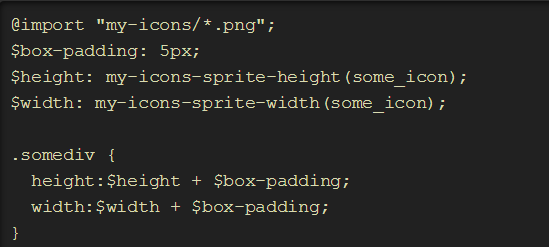 @import "my-icons/*.png";
$box-padding: 5px;
$height: my-icons-sprite-height(some_icon);
$width: my-icons-sprite-width(some_icon);
.somediv {
height:$height + $box-padding;
width:$width + $box-padding;
}